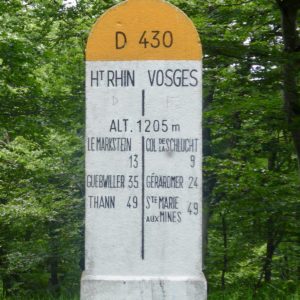 D 430
HT RHIN VOSGES
ALT. 1205 m
LE MARKSTEIN
13
GUEBWILLER 35
THANN 49
COL DE LA SCHLUCHT
9
GÉRARDMER 24
STE MARIE
AUX MINES 49